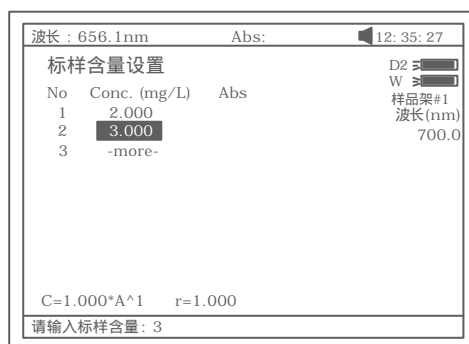 波长：656.1nm Abs: 12: 35: 27
标样含量设置
D2
W
样品架#1
波长(nm)
700.0
No Conc. (mg/L) Abs
1 2.000
2 3.000
3 -more-
C=1.000*A^1 r=1.000
请输入标样含量: 3